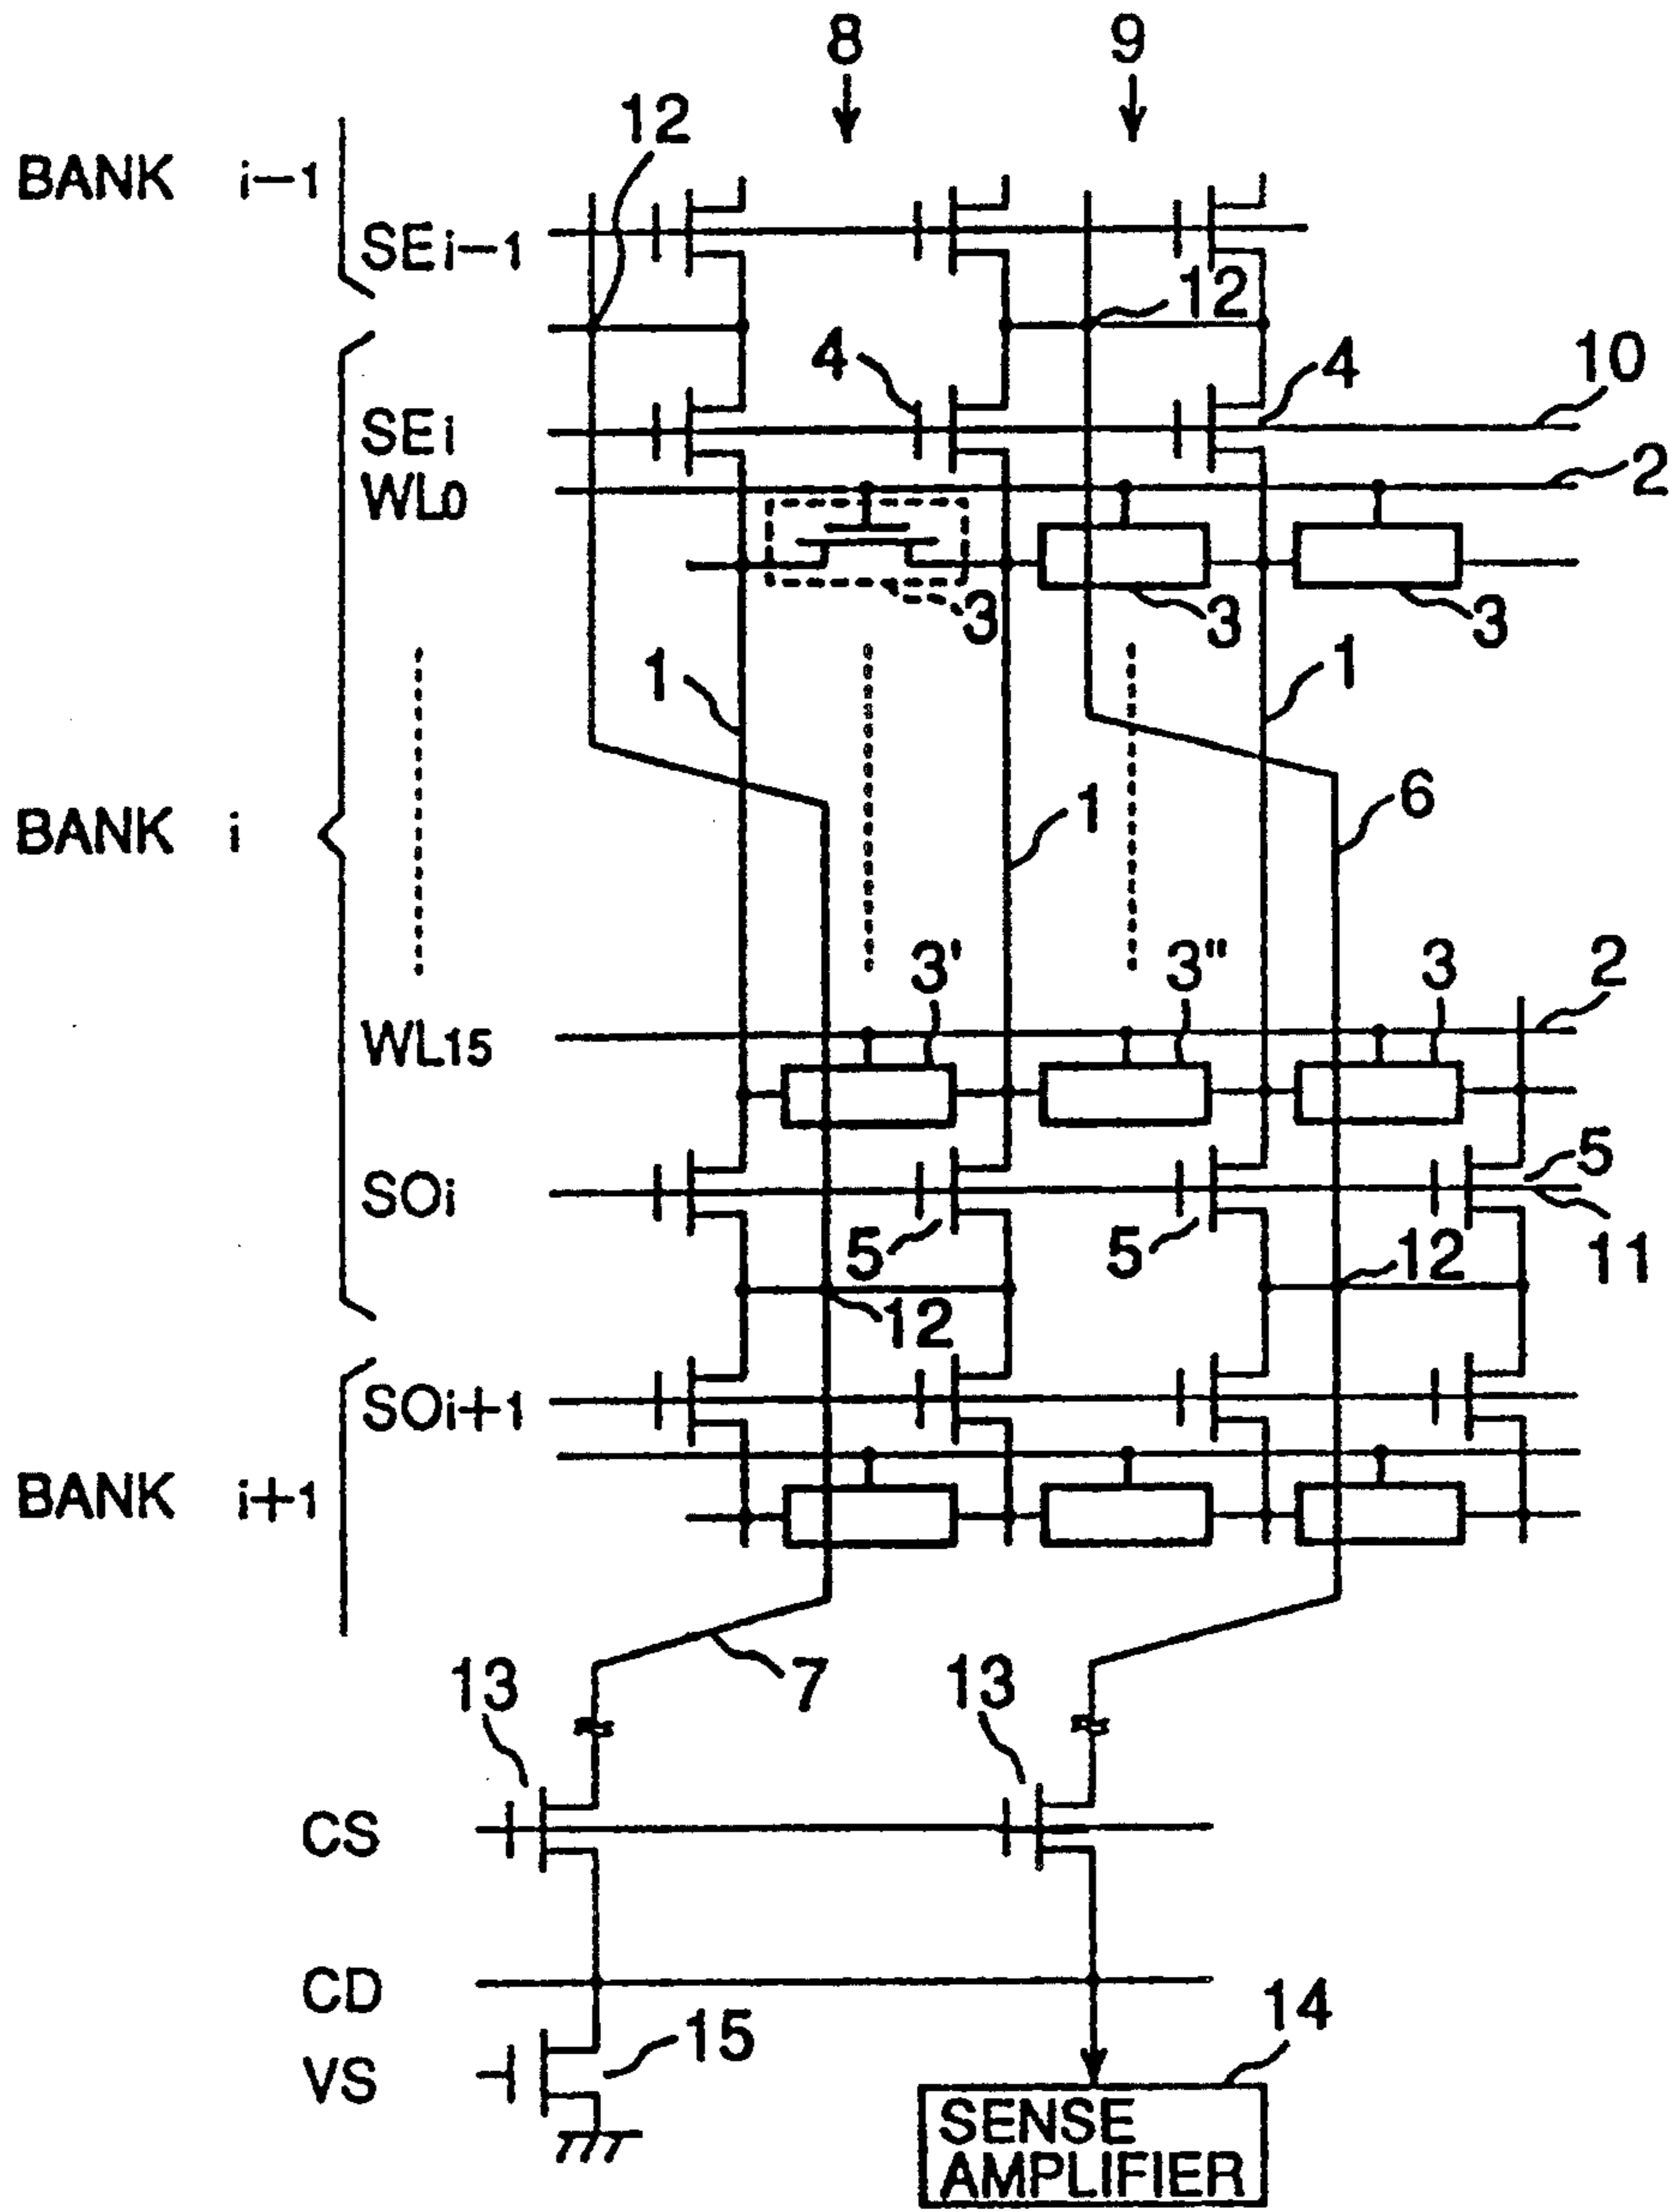 8 9
12
BANK i-1
SEi-1
12
4 4 10
SEi
WL0 2
3 3 3
1 1
BANK i 1 6
3' 3" 3 2
WL15
SOi 5
5 5 12 11
12
SOi+1
BANK i+1
7
13 13
CS
CD
14
15
VS
SENSE
AMPLIFIER